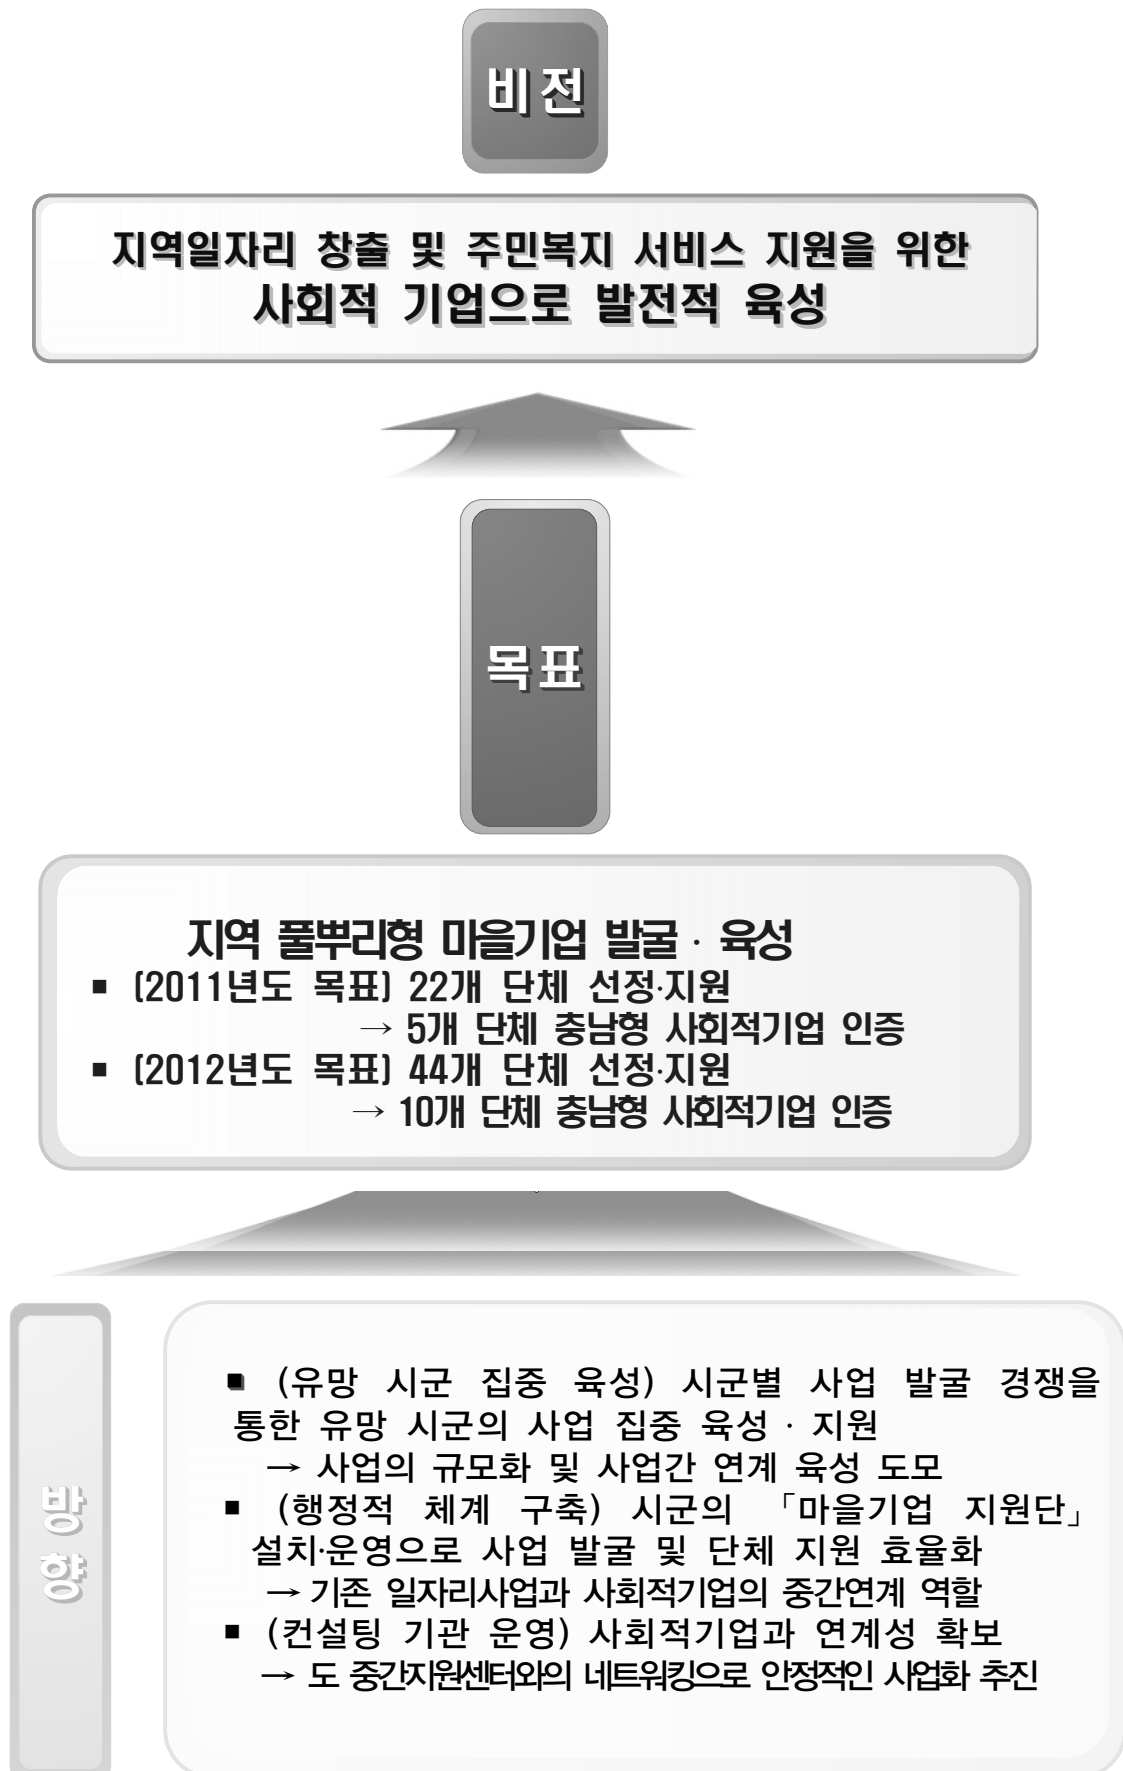 비전
지역일자리 창출 및 주민복지 서비스 지원을 위한
사회적 기업으로 발전적 육성
목표
지역 풀뿌리형 마을기업 발굴 · 육성
▪ (2011년도 목표) 22개 단체 선정·지원
→ 5개 단체 충남형 사회적기업 인증
▪ (2012년도 목표) 44개 단체 선정·지원
→ 10개 단체 충남형 사회적기업 인증
방
향
▪ (유망 시군 집중 육성) 시군별 사업 발굴 경쟁을
통한 유망 시군의 사업 집중 육성 · 지원
→ 사업의 규모화 및 사업간 연계 육성 도모
▪ (행정적 체계 구축) 시군의 「마을기업 지원단」
설치·운영으로 사업 발굴 및 단체 지원 효율화
→ 기존 일자리사업과 사회적기업의 중간연계 역할
▪ (컨설팅 기관 운영) 사회적기업과 연계성 확보
→ 도 중간지원센터와의 네트워킹으로 안정적인 사업화 추진